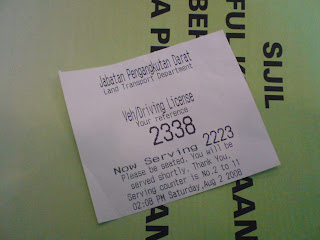 Jabatan Pengangkutan Darat
Land Transport Department
Veh/Driving License
Your reference
2338
Now Serving 2223
Please be seated. You will be
served shortly. Thank You.
Serving counter is No.2 to 11
02:08 PM Saturday, Aug 2 2008
SIJIL